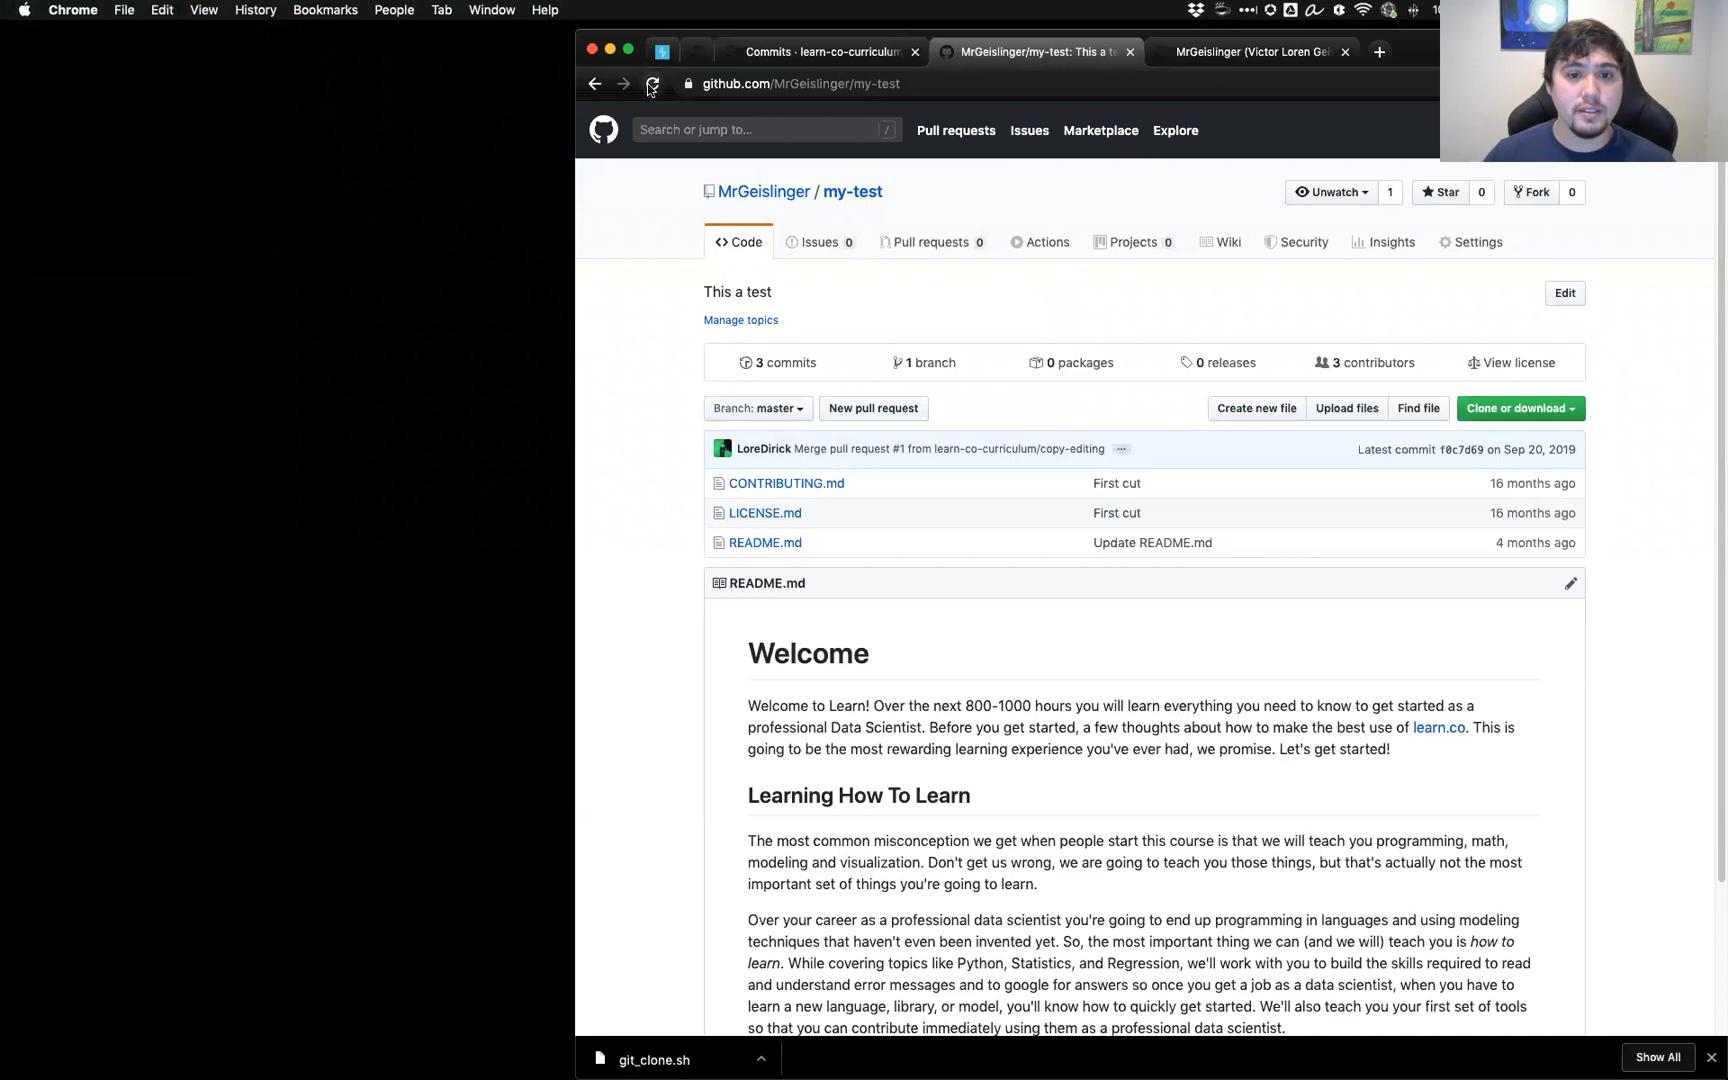 Chrome File Edit View History Bookmarks People Tab Window Help
Commits · learn-co-curriculum
MrGeislinger/my-test: This a te
MrGeislinger (Victor Loren Gei
github.com/MrGeislinger/my-test
Search or jump to... /
Pull requests Issues Marketplace Explore
MrGeislinger / my-test
Unwatch 1 Star 0 Fork 0
Code Issues 0 Pull requests 0 Actions Projects 0 Wiki Security Insights Settings
This a test
Edit
Manage topics
3 commits 1 branch 0 packages 0 releases 3 contributors View license
Branch: master New pull request Create new file Upload files Find file Clone or download
LoreDirick Merge pull request #1 from learn-co-curriculum/copy-editing ... Latest commit f0c7d69 on Sep 20, 2019
CONTRIBUTING.md First cut 16 months ago
LICENSE.md First cut 16 months ago
README.md Update README.md 4 months ago
README.md
Welcome
Welcome to Learn! Over the next 800-1000 hours you will learn everything you need to know to get started as a
professional Data Scientist. Before you get started, a few thoughts about how to make the best use of learn.co. This is
going to be the most rewarding learning experience you've ever had, we promise. Let's get started!
Learning How To Learn
The most common misconception we get when people start this course is that we will teach you programming, math,
modeling and visualization. Don't get us wrong, we are going to teach you those things, but that's actually not the most
important set of things you're going to learn.
Over your career as a professional data scientist you're going to end up programming in languages and using modeling
techniques that haven't even been invented yet. So, the most important thing we can (and we will) teach you is how to
learn. While covering topics like Python, Statistics, and Regression, we'll work with you to build the skills required to read
and understand error messages and to google for answers so once you get a job as a data scientist, when you have to
learn a new language, library, or model, you'll know how to quickly get started. We'll also teach you your first set of tools
so that you can contribute immediately using them as a professional data scientist.
git_clone.sh
Show All